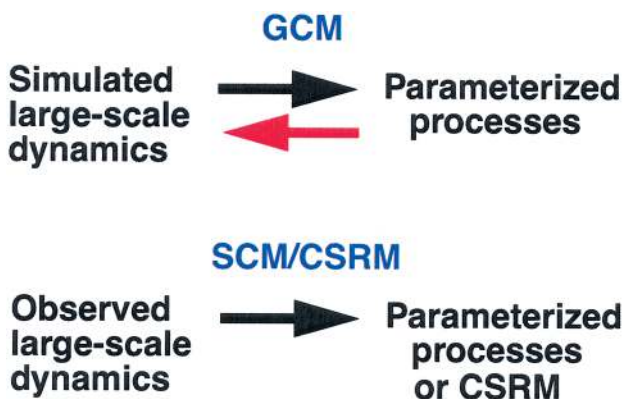 GCM
Simulated
large-scale
dynamics
Parameterized
processes
SCM/CSRM
Observed
large-scale
dynamics
Parameterized
processes
or CSRM